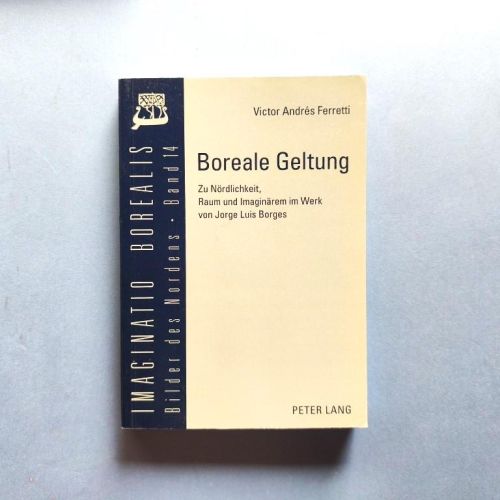 IMAGINATIO BOREALIS
Bilder des Nordens • Band 14
Victor Andrés Ferretti
Boreale Geltung
Zu Nördlichkeit,
Raum und Imaginärem im Werk
von Jorge Luis Borges
PETER LANG